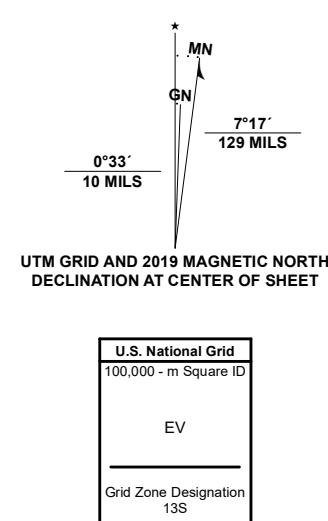 ★
MN
GN
7°17´
129 MILS
0°33´
10 MILS
UTM GRID AND 2019 MAGNETIC NORTH
DECLINATION AT CENTER OF SHEET
U.S. National Grid
100,000 - m Square ID
EV
Grid Zone Designation
13S